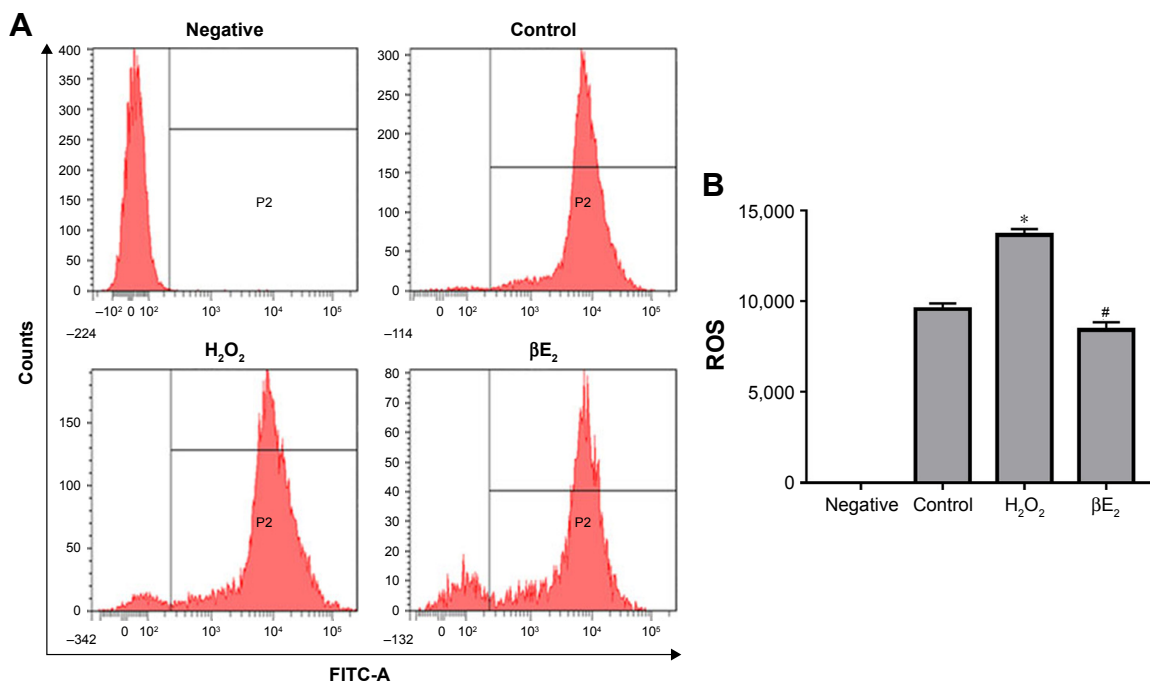 A
Negative
Control
400
350
300
250
200
150
100
50
0
P2
–10² 0 10² 10³ 10⁴ 10⁵
–224
300
250
200
150
100
50
0
P2
0 10² 10³ 10⁴ 10⁵
–114
H₂O₂
βE₂
150
100
50
0
P2
0 10² 10³ 10⁴ 10⁵
–342
80
70
60
50
40
30
20
10
0
P2
0 10² 10³ 10⁴ 10⁵
–132
Counts
FITC-A
B
15,000
10,000
5,000
0
ROS
*
#
Negative Control H₂O₂ βE₂